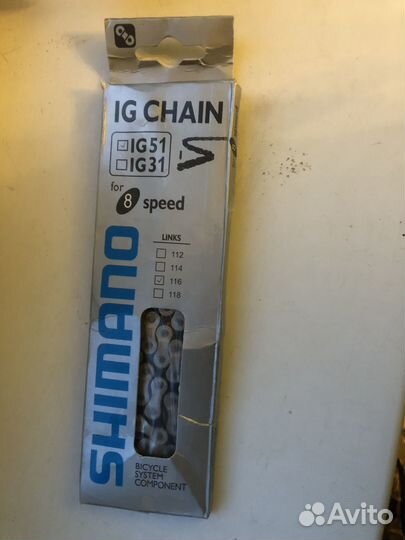 IG CHAIN
☑ IG51
☐ IG31
for 8 speed
LINKS
☐ 112
☐ 114
☑ 116
☐ 118
SHIMANO
BICYCLE
SYSTEM
COMPONENT
Avito